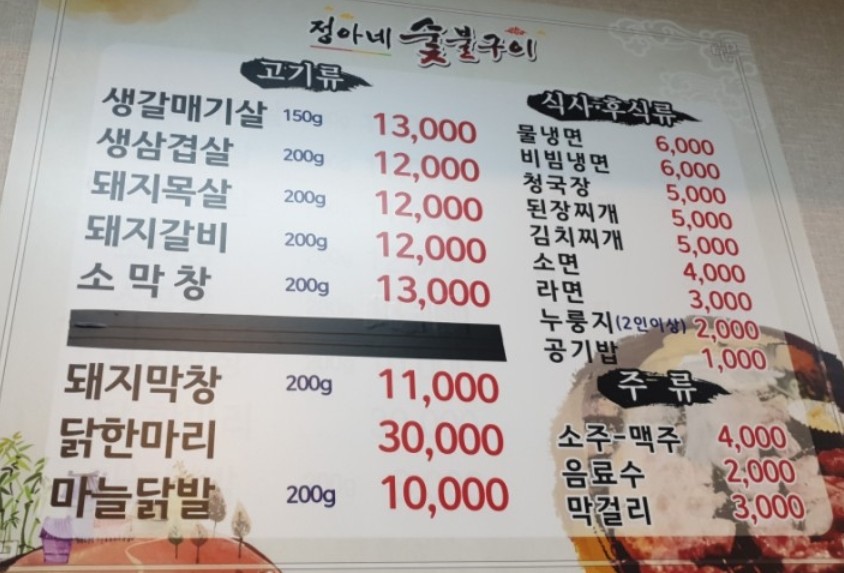 정아네 숯불구이
고기류
생갈매기살 150g 13,000
생삼겹살 200g 12,000
돼지목살 200g 12,000
돼지갈비 200g 12,000
소막창 200g 13,000
돼지막창 200g 11,000
닭한마리 30,000
마늘닭발 200g 10,000
식사·후식류
물냉면 6,000
비빔냉면 6,000
청국장 5,000
된장찌개 5,000
김치찌개 5,000
소면 4,000
라면 3,000
누룽지(2인이상) 2,000
공기밥 1,000
주류
소주-맥주 4,000
음료수 2,000
막걸리 3,000